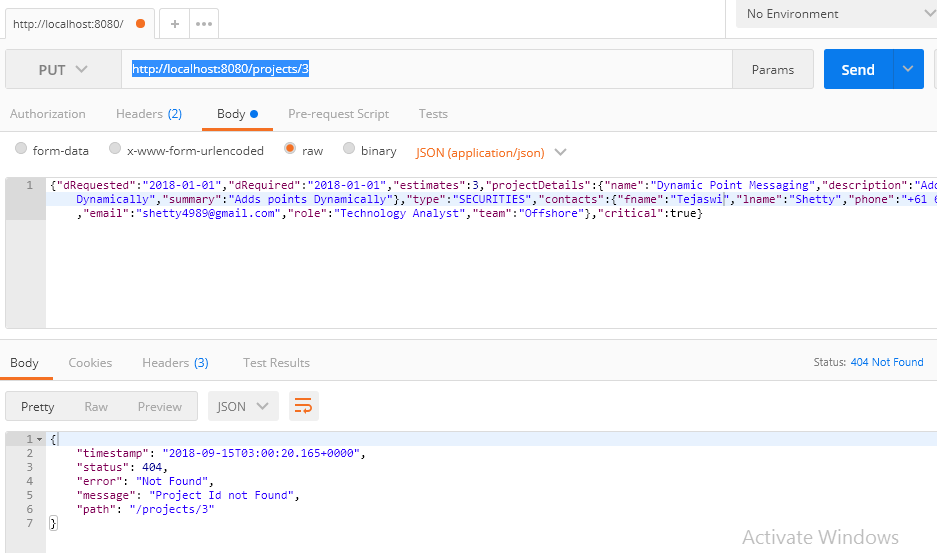 http://localhost:8080/
No Environment
PUT
http://localhost:8080/projects/3
Params
Send
Authorization
Headers (2)
Body
Pre-request Script
Tests
form-data
x-www-form-urlencoded
raw
binary
JSON (application/json)
1 {"dRequested":"2018-01-01","dRequired":"2018-01-01","estimates":3,"projectDetails":{"name":"Dynamic Point Messaging","description":"Add
Dynamically","summary":"Adds points Dynamically"},"type":"SECURITIES","contacts":{"fname":"Tejaswi","lname":"Shetty","phone":"+61
,"email":"shetty4989@gmail.com","role":"Technology Analyst","team":"Offshore"},"critical":true}
Body
Cookies
Headers (3)
Test Results
Status: 404 Not Found
Pretty
Raw
Preview
JSON
1 {
2 "timestamp": "2018-09-15T03:00:20.165+0000",
3 "status": 404,
4 "error": "Not Found",
5 "message": "Project Id not Found",
6 "path": "/projects/3"
7 }
Activate Windows